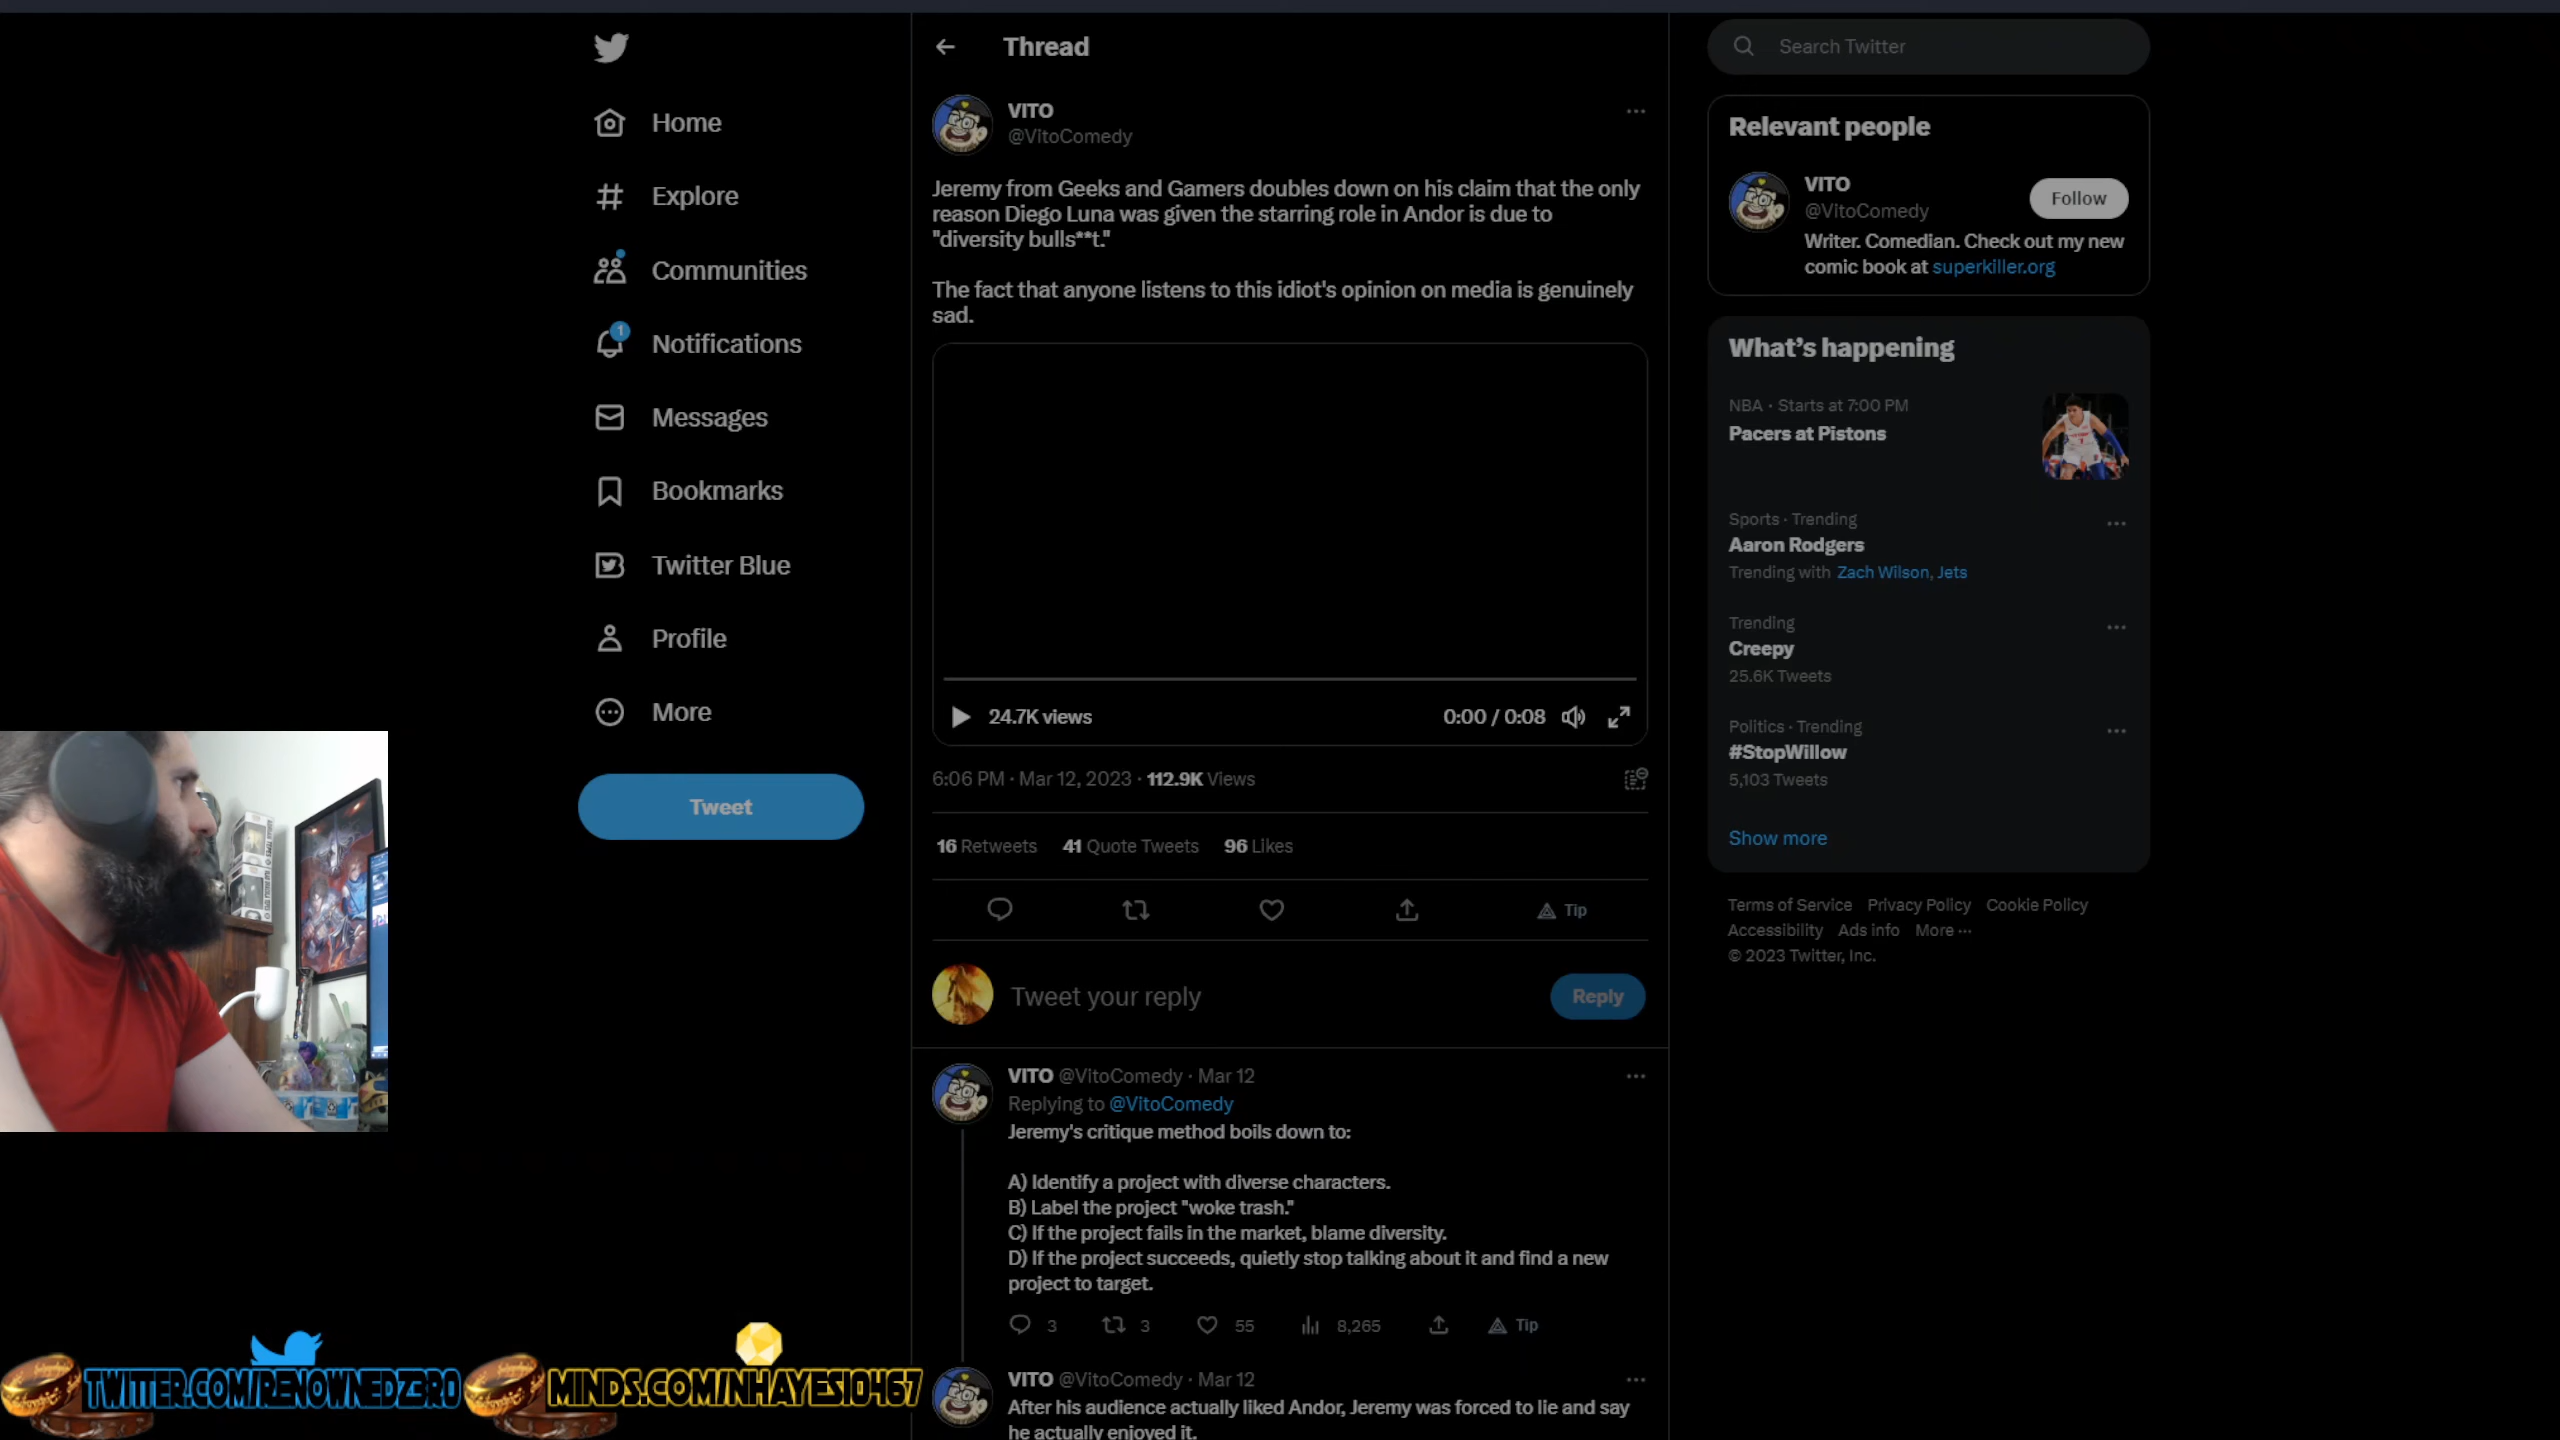 Home
Explore
Communities
1
Notifications
Messages
Bookmarks
Twitter Blue
Profile
More
Tweet
Thread
VITO
@VitoComedy
Jeremy from Geeks and Gamers doubles down on his claim that the only
reason Diego Luna was given the starring role in Andor is due to
"diversity bulls**t."
The fact that anyone listens to this idiot's opinion on media is genuinely
sad.
24.7K views
0:00 / 0:08
6:06 PM · Mar 12, 2023 · 112.9K Views
16 Retweets 41 Quote Tweets 96 Likes
Tip
Tweet your reply
Reply
VITO @VitoComedy · Mar 12
Replying to @VitoComedy
Jeremy's critique method boils down to:
A) Identify a project with diverse characters.
B) Label the project "woke trash."
C) If the project fails in the market, blame diversity.
D) If the project succeeds, quietly stop talking about it and find a new
project to target.
3 3 55 8,265 Tip
VITO @VitoComedy · Mar 12
After his audience actually liked Andor, Jeremy was forced to lie and say
he actually enjoyed it.
Search Twitter
Relevant people
VITO
@VitoComedy
Follow
Writer. Comedian. Check out my new
comic book at superkiller.org
What's happening
NBA · Starts at 7:00 PM
Pacers at Pistons
Sports · Trending
Aaron Rodgers
Trending with Zach Wilson, Jets
Trending
Creepy
25.6K Tweets
Politics · Trending
#StopWillow
5,103 Tweets
Show more
Terms of Service Privacy Policy Cookie Policy
Accessibility Ads info More ···
© 2023 Twitter, Inc.
TWITTER.COM/RENOWNEDZ3R0
MINDS.COM/NHAYES10467